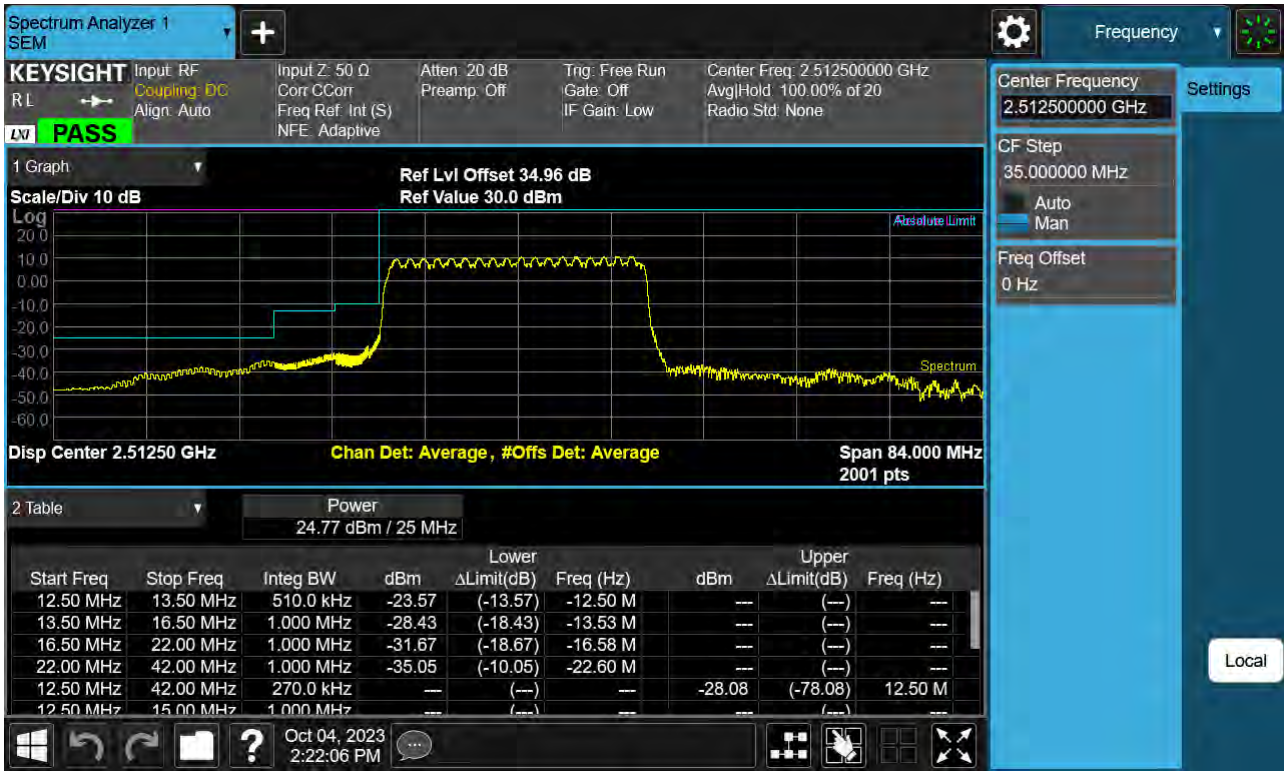 Spectrum Analyzer 1
SEM
+
Frequency
KEYSIGHT
RL
LXI PASS
Input: RF
Coupling: DC
Align: Auto
Input Z: 50 Ω
Corr CCorr
Freq Ref: Int (S)
NFE: Adaptive
Atten: 20 dB
Preamp: Off
Trig: Free Run
Gate: Off
IF Gain: Low
Center Freq: 2.512500000 GHz
Avg|Hold: 100.00% of 20
Radio Std: None
Center Frequency
2.512500000 GHz
Settings
CF Step
35.000000 MHz
Auto
Man
Freq Offset
0 Hz
Local
1 Graph
Scale/Div 10 dB
Ref Lvl Offset 34.96 dB
Ref Value 30.0 dBm
Log
20.0
10.0
0.00
-10.0
-20.0
-30.0
-40.0
-50.0
-60.0
Limit
Spectrum
Disp Center 2.51250 GHz
Chan Det: Average, #Offs Det: Average
Span 84.000 MHz
2001 pts
2 Table
Power
24.77 dBm / 25 MHz
Lower Upper
Start Freq Stop Freq Integ BW dBm ΔLimit(dB) Freq (Hz) dBm ΔLimit(dB) Freq (Hz)
12.50 MHz 13.50 MHz 510.0 kHz -23.57 (-13.57) -12.50 M --- (---) ---
13.50 MHz 16.50 MHz 1.000 MHz -28.43 (-18.43) -13.53 M --- (---) ---
16.50 MHz 22.00 MHz 1.000 MHz -31.67 (-18.67) -16.58 M --- (---) ---
22.00 MHz 42.00 MHz 1.000 MHz -35.05 (-10.05) -22.60 M --- (---) ---
12.50 MHz 42.00 MHz 270.0 kHz --- (---) --- -28.08 (-78.08) 12.50 M
12.50 MHz 15.00 MHz 1.000 MHz --- (---)
?
Oct 04, 2023
2:22:06 PM